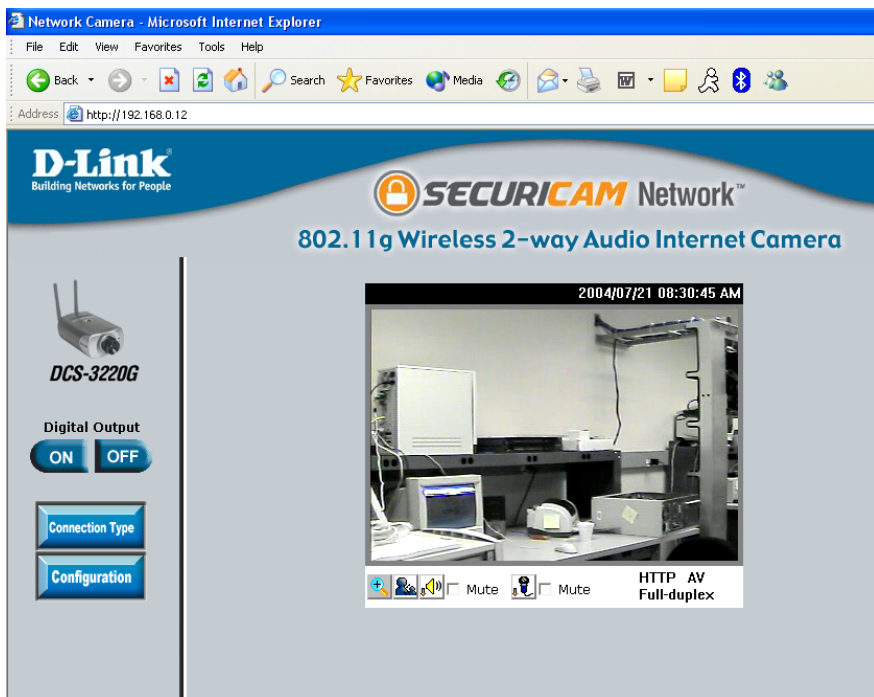 Network Camera - Microsoft Internet Explorer
File Edit View Favorites Tools Help
Back Search Favorites Media
Address http://192.168.0.12
D-Link®
Building Networks for People
SECURICAM Network™
802.11g Wireless 2-way Audio Internet Camera
2004/07/21 08:30:45 AM
DCS-3220G
Digital Output
ON OFF
Connection Type
Configuration
Mute Mute HTTP AV
Full-duplex